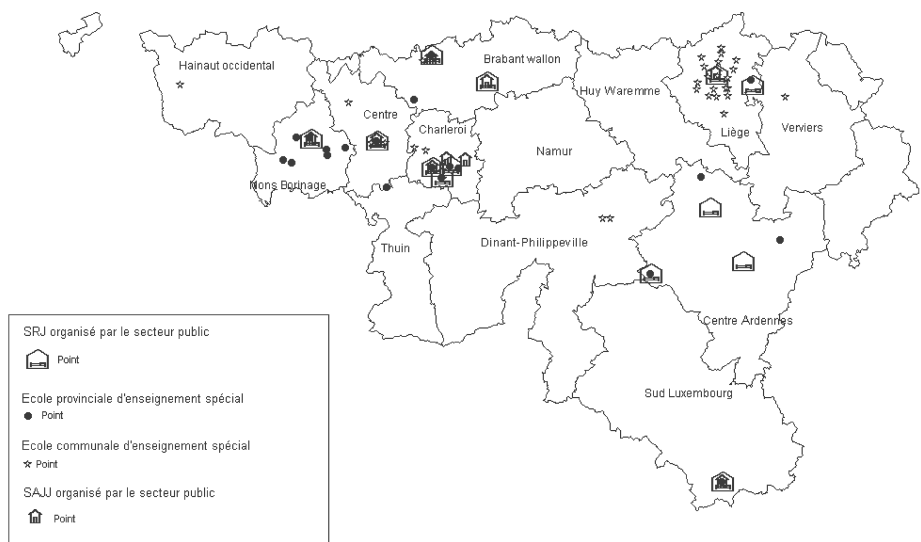 Hainaut occidental
Brabant wallon
Huy Waremme
Centre
Charleroi
Liège
Verviers
Namur
Mons Borinage
Thuin
Dinant-Philippeville
Centre Ardennes
Sud Luxembourg
SRJ organisé par le secteur public
Point
Ecole provinciale d'enseignement spécial
Point
Ecole communale d'enseignement spécial
Point
SAJJ organisé par le secteur public
Point